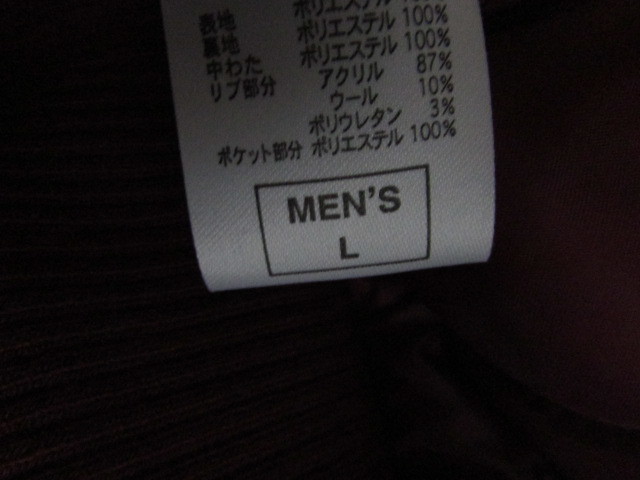 表地 ポリエステル 100%
裏地 ポリエステル 100%
中わた ポリエステル 100%
リブ部分 アクリル 87%
ウール 10%
ポリウレタン 3%
ポケット部分 ポリエステル 100%
MEN'S
L